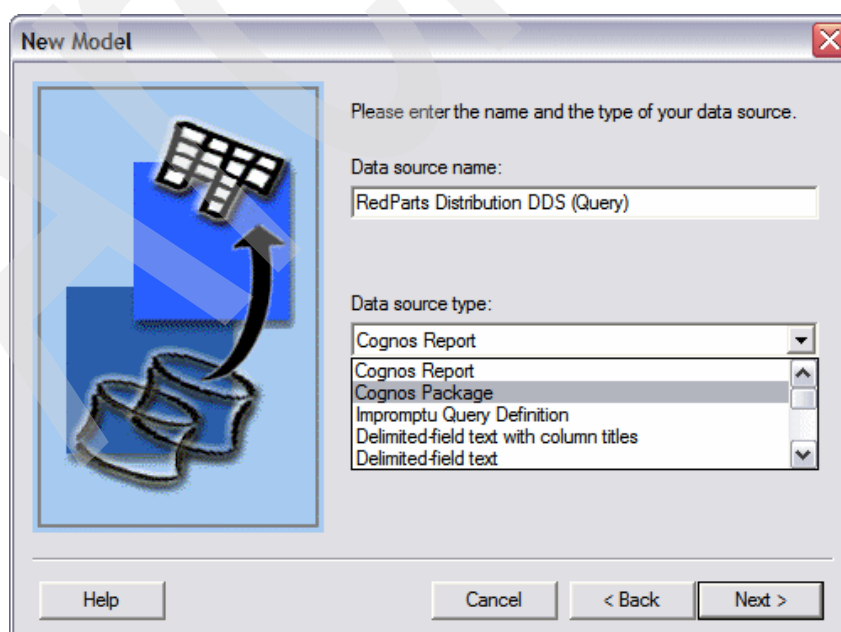 New Model
Please enter the name and the type of your data source.
Data source name:
RedParts Distribution DDS (Query)
Data source type:
Cognos Report
Cognos Report
Cognos Package
Impromptu Query Definition
Delimited-field text with column titles
Delimited-field text
Help
Cancel
< Back
Next >